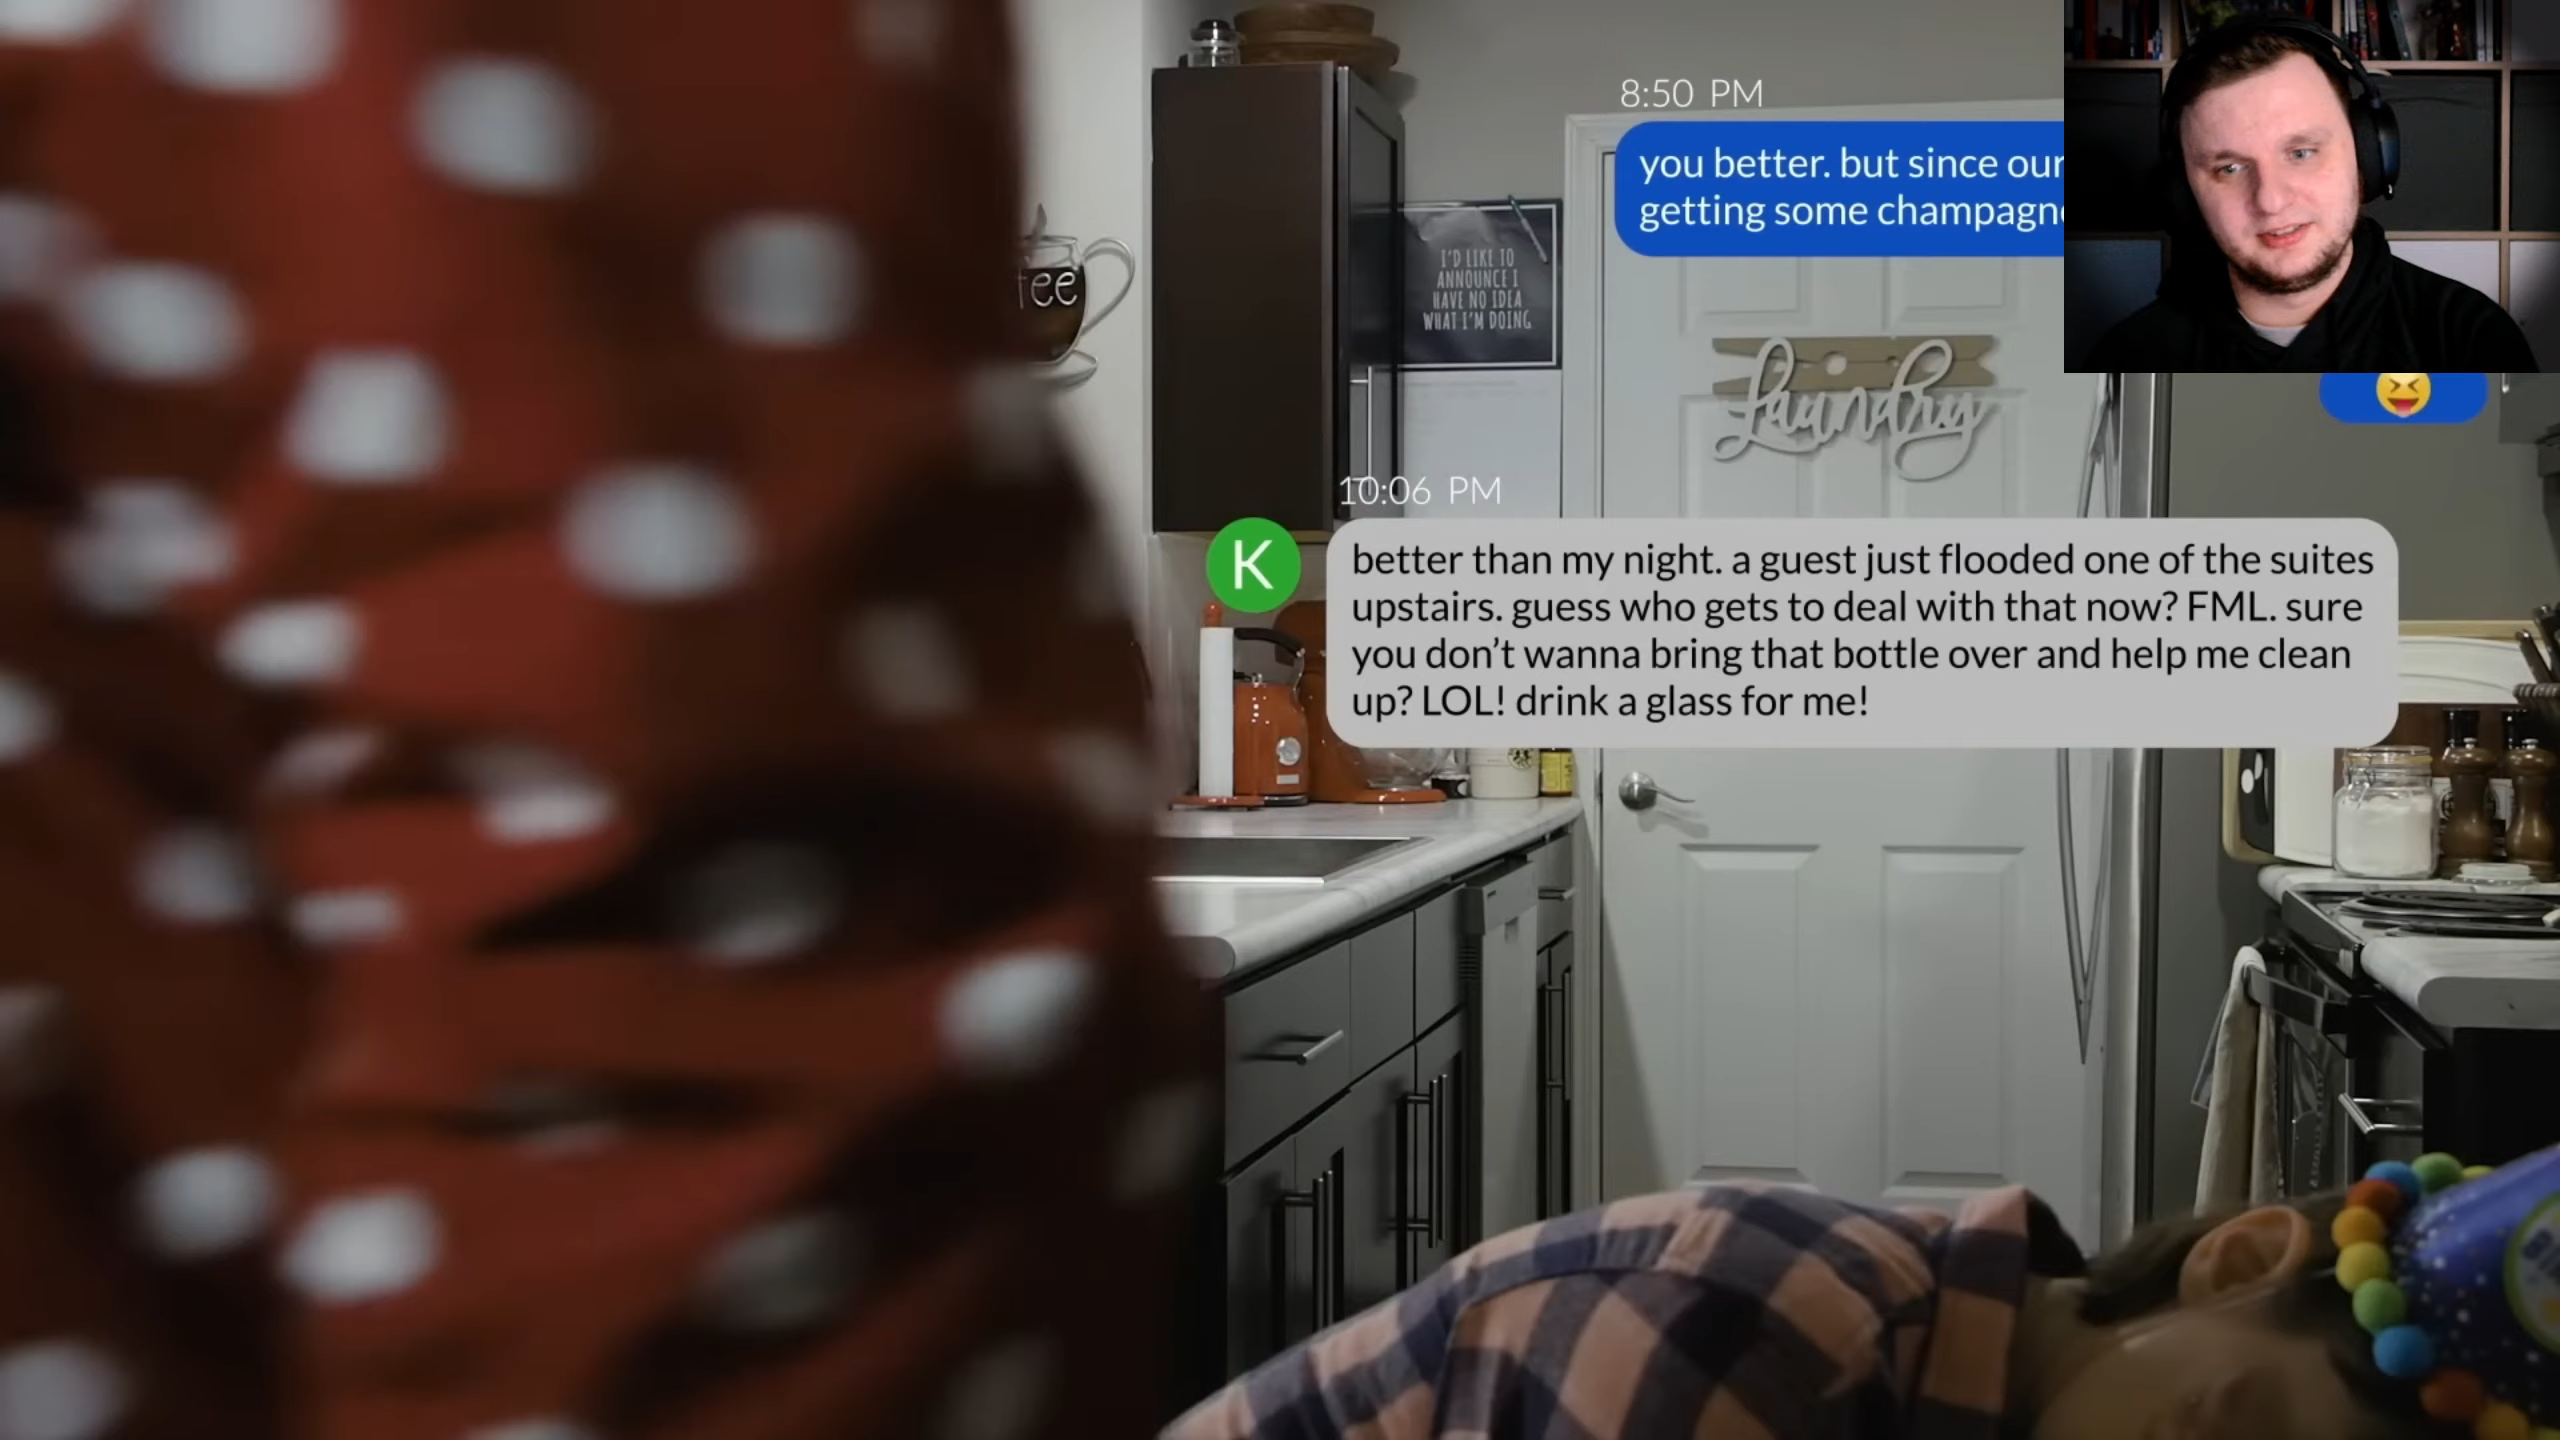 8:50 PM
you better. but since our
getting some champagne
fee
I'D LIKE TO
ANNOUNCE I
HAVE NO IDEA
WHAT I'M DOING
Laundry
10:06 PM
K
better than my night. a guest just flooded one of the suites
upstairs. guess who gets to deal with that now? FML. sure
you don’t wanna bring that bottle over and help me clean
up? LOL! drink a glass for me!